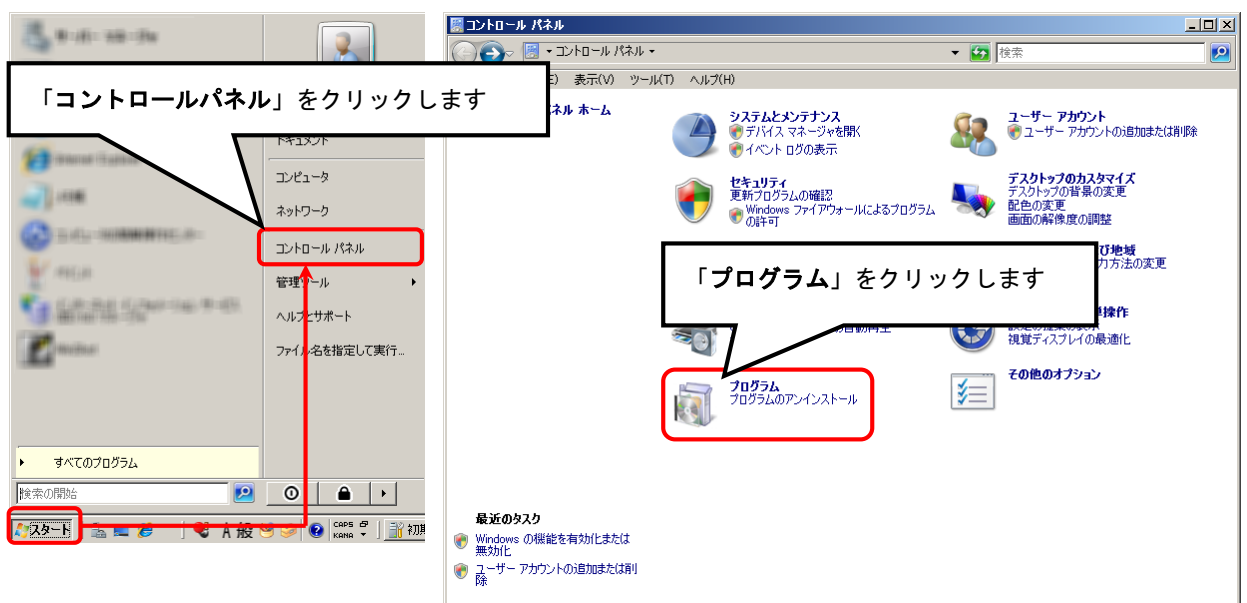 「コントロールパネル」をクリックします
ドキュメント
コンピュータ
ネットワーク
コントロール パネル
管理ツール
ヘルプとサポート
ファイル名を指定して実行...
すべてのプログラム
検索の開始
スタート
A 般
CAPS
KANA
初期
コントロール パネル
コントロール パネル
検索
表示(V) ツール(T) ヘルプ(H)
ネル ホーム
システムとメンテナンス
デバイス マネージャを開く
イベント ログの表示
セキュリティ
更新プログラムの確認
Windows ファイアウォールによるプログラム
の許可
「プログラム」をクリックします
プログラム
プログラムのアンインストール
ユーザー アカウント
ユーザー アカウントの追加または削除
デスクトップのカスタマイズ
デスクトップの背景の変更
配色の変更
画面の解像度の調整
び地域
力方法の変更
操作
視覚ディスプレイの最適化
その他のオプション
最近のタスク
Windows の機能を有効化または
無効化
ユーザー アカウントの追加または削
除